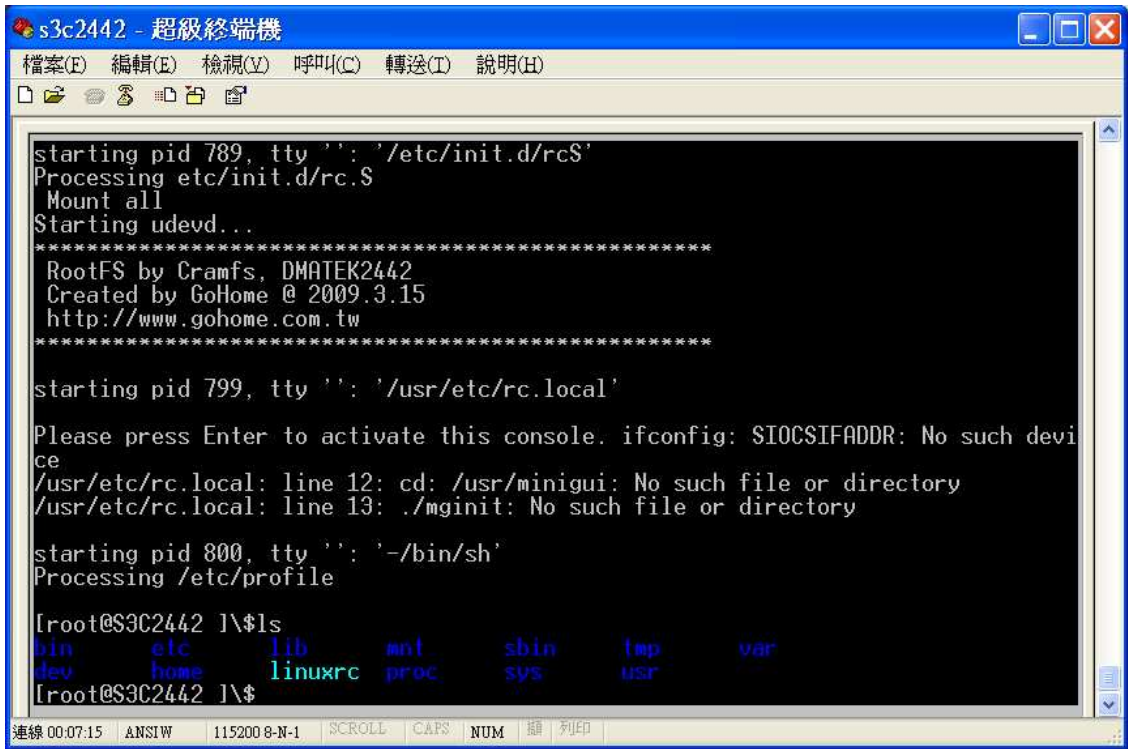 s3c2442 - 超級終端機
檔案(F) 編輯(E) 檢視(V) 呼叫(C) 轉送(T) 說明(H)
starting pid 789, tty '': '/etc/init.d/rcS'
Processing etc/init.d/rc.S
Mount all
Starting udevd...
****************************************************
RootFS by Cramfs, DMATEK2442
Created by GoHome @ 2009.3.15
http://www.gohome.com.tw
****************************************************
starting pid 799, tty '': '/usr/etc/rc.local'
Please press Enter to activate this console. ifconfig: SIOCSIFADDR: No such devi
ce
/usr/etc/rc.local: line 12: cd: /usr/minigui: No such file or directory
/usr/etc/rc.local: line 13: ./mginit: No such file or directory
starting pid 800, tty '': '-/bin/sh'
Processing /etc/profile
[root@S3C2442 ]\$ls
bin etc lib mnt sbin tmp var
dev home linuxrc proc sys usr
[root@S3C2442 ]\$
連線 00:07:15 ANSIW 115200 8-N-1 SCROLL CAPS NUM 擷 列印